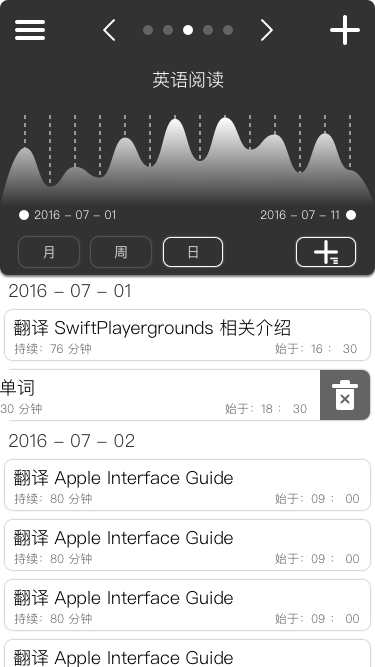 英语阅读
2016 – 07 – 01
2016 – 07 – 11
月 周 日
2016 – 07 – 01
翻译 SwiftPlayergrounds 相关介绍
持续：76 分钟 始于：16 : 30
单词
30 分钟 始于：18 : 30
2016 – 07 – 02
翻译 Apple Interface Guide
持续：80 分钟 始于：09 : 00
翻译 Apple Interface Guide
持续：80 分钟 始于：09 : 00
翻译 Apple Interface Guide
持续：80 分钟 始于：09 : 00
翻译 Apple Interface Guide